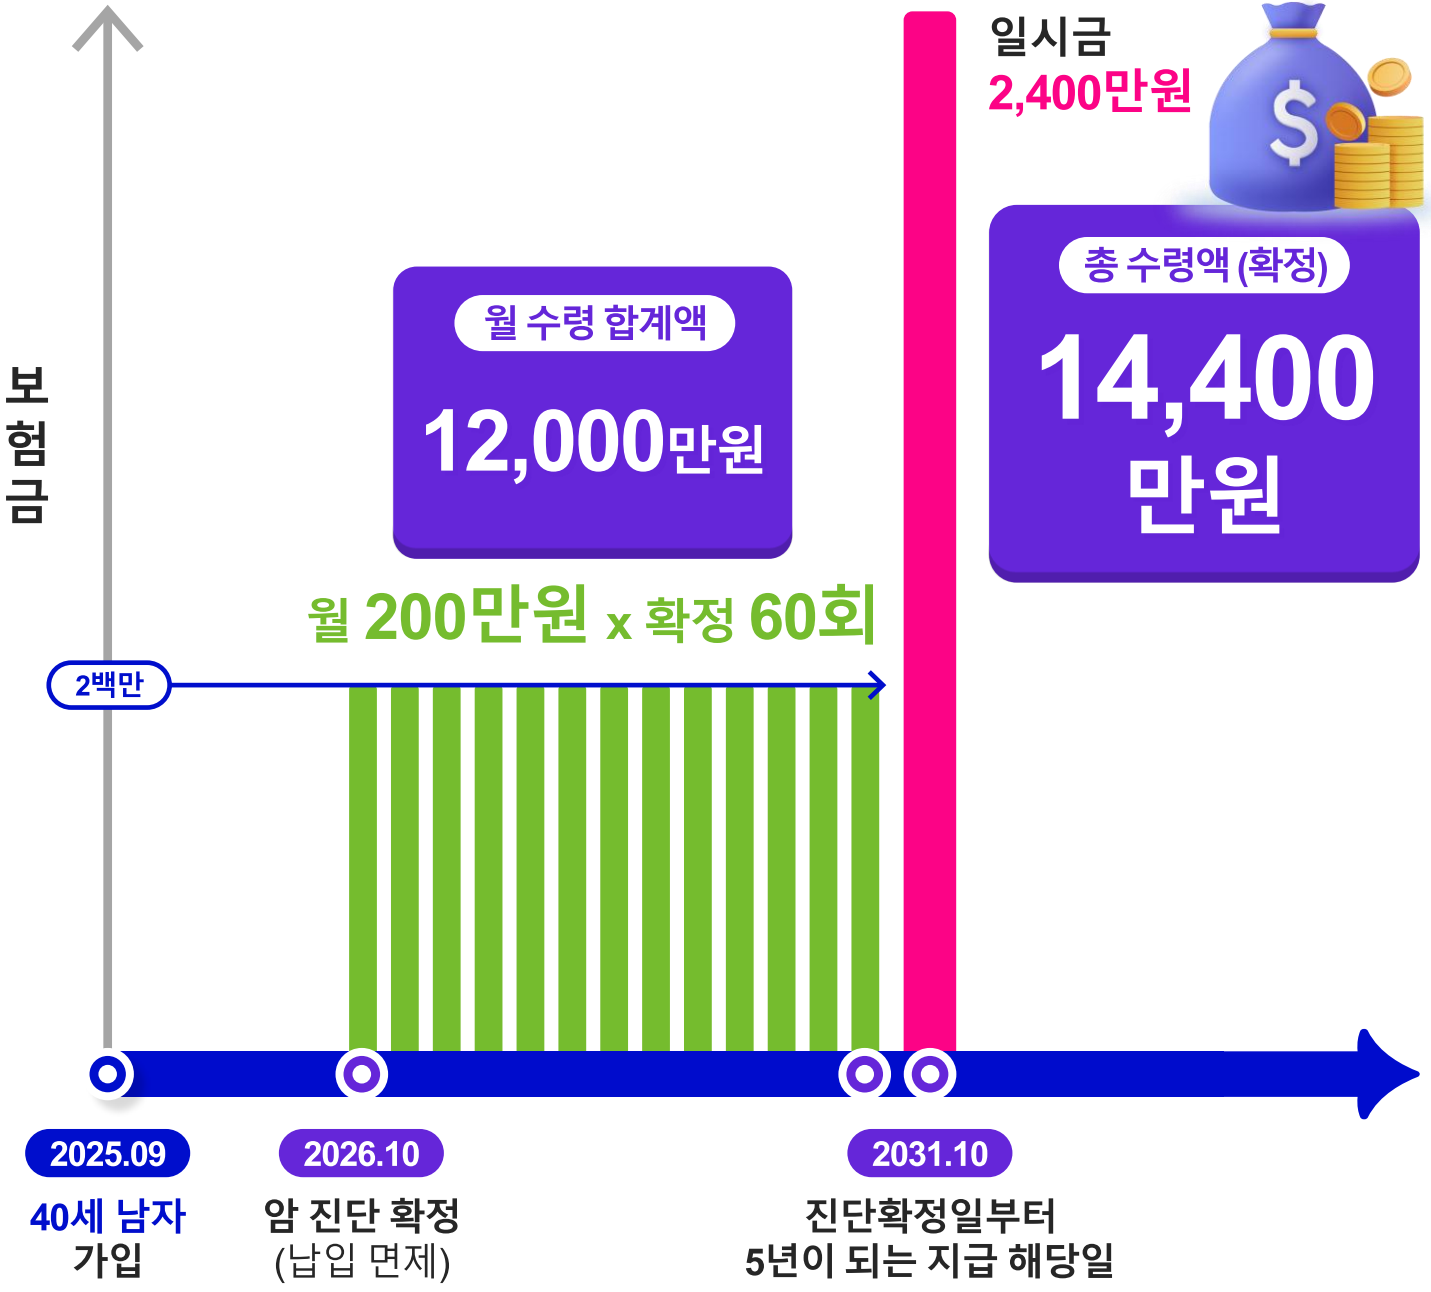 일시금
2,400만원
$
총 수령액 (확정)
14,400
만원
월 수령 합계액
12,000만원
보험금
월 200만원 x 확정 60회
2백만
2025.09
40세 남자
가입
2026.10
암 진단 확정
(납입 면제)
2031.10
진단확정일부터
5년이 되는 지급 해당일